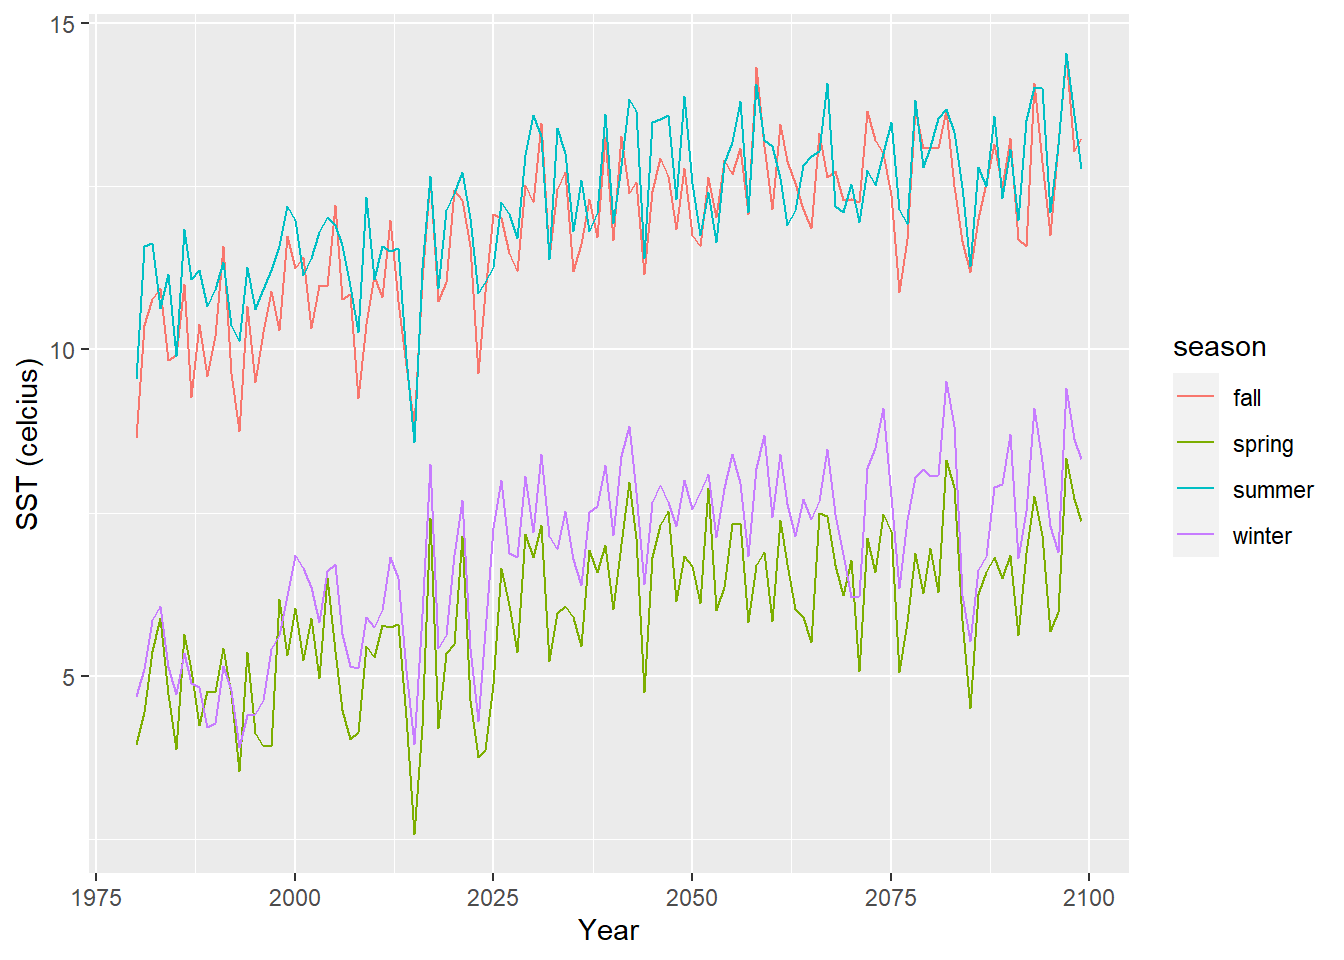 15
10
5
SST (celcius)
1975
2000
2025
2050
2075
2100
Year
season
fall
spring
summer
winter